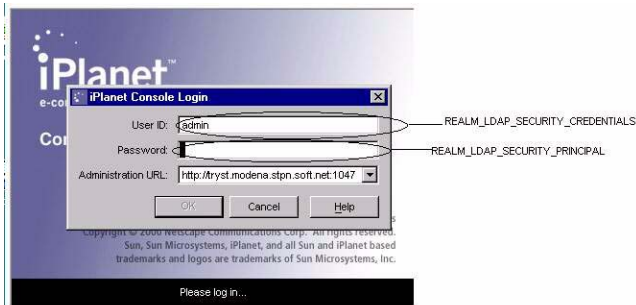 iPlanet™
e-co
iPlanet Console Login
Co
User ID: admin
REALM_LDAP_SECURITY_CREDENTIALS
Password:
REALM_LDAP_SECURITY_PRINCIPAL
Administration URL: http://tryst.modena.stpn.soft.net:1047
OK Cancel Help
Copyright © 2000 Netscape Communications Corp. All rights reserved.
Sun, Sun Microsystems, iPlanet, and all Sun and iPlanet based
trademarks and logos are trademarks of Sun Microsystems, Inc.
Please log in...